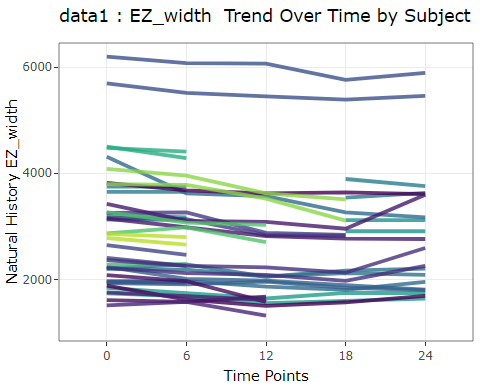 data1 : EZ_width  Trend Over Time by Subject
Natural History EZ_width
6000
4000
2000
0 6 12 18 24
Time Points